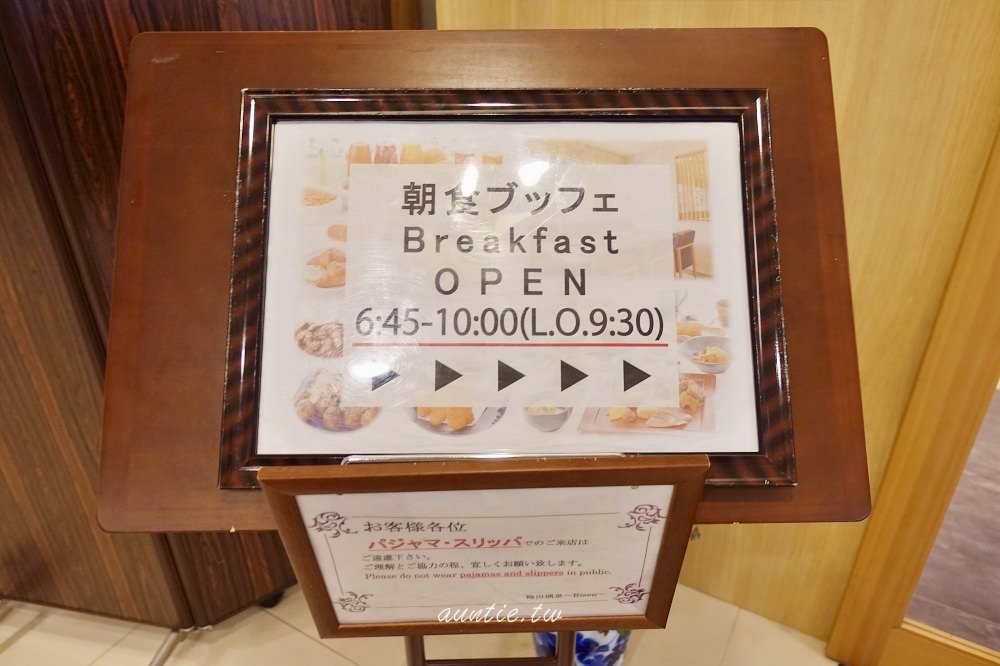 朝食ブッフェ
Breakfast
OPEN
6:45-10:00(L.O.9:30)
お客様各位
パジャマ・スリッパでのご来店は
ご遠慮下さい。
ご理解とご協力の程、宜しくお願い致します。
Please do not wear pajamas and slippers in public.
auntie.tw